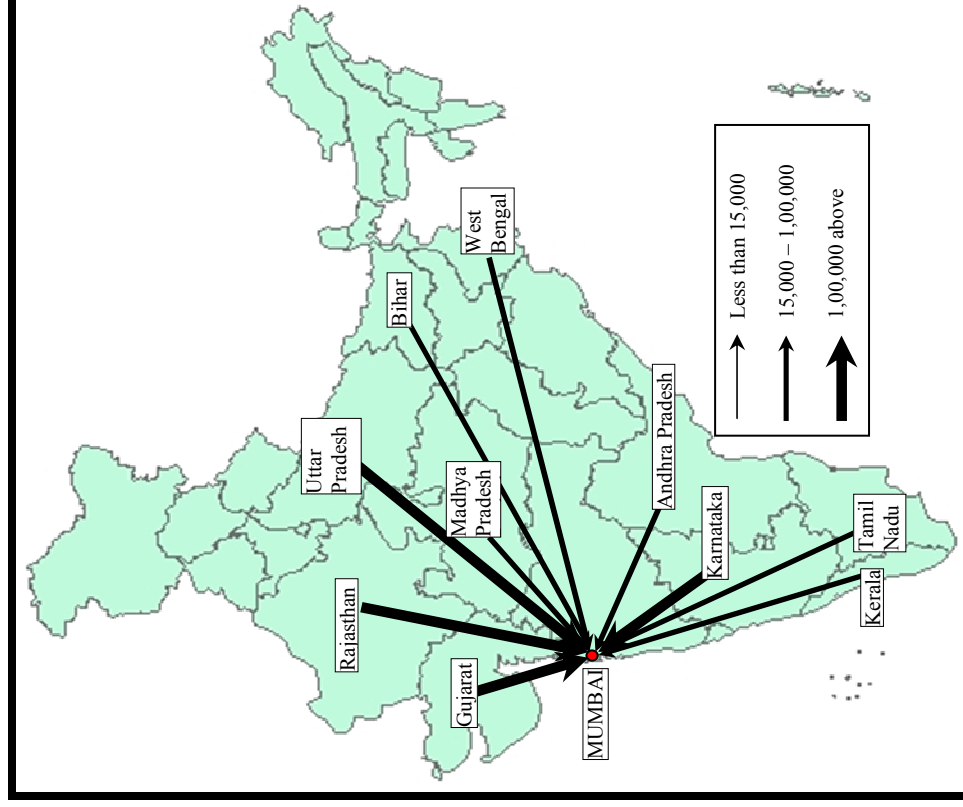 Uttar
Pradesh
Bihar
West
Bengal
Madhya
Pradesh
Rajasthan
Gujarat
MUMBAI
Andhra Pradesh
Karnataka
Tamil
Nadu
Kerala
Less than 15,000
15,000 – 1,00,000
1,00,000 above